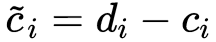 c̃ᵢ = dᵢ − cᵢ